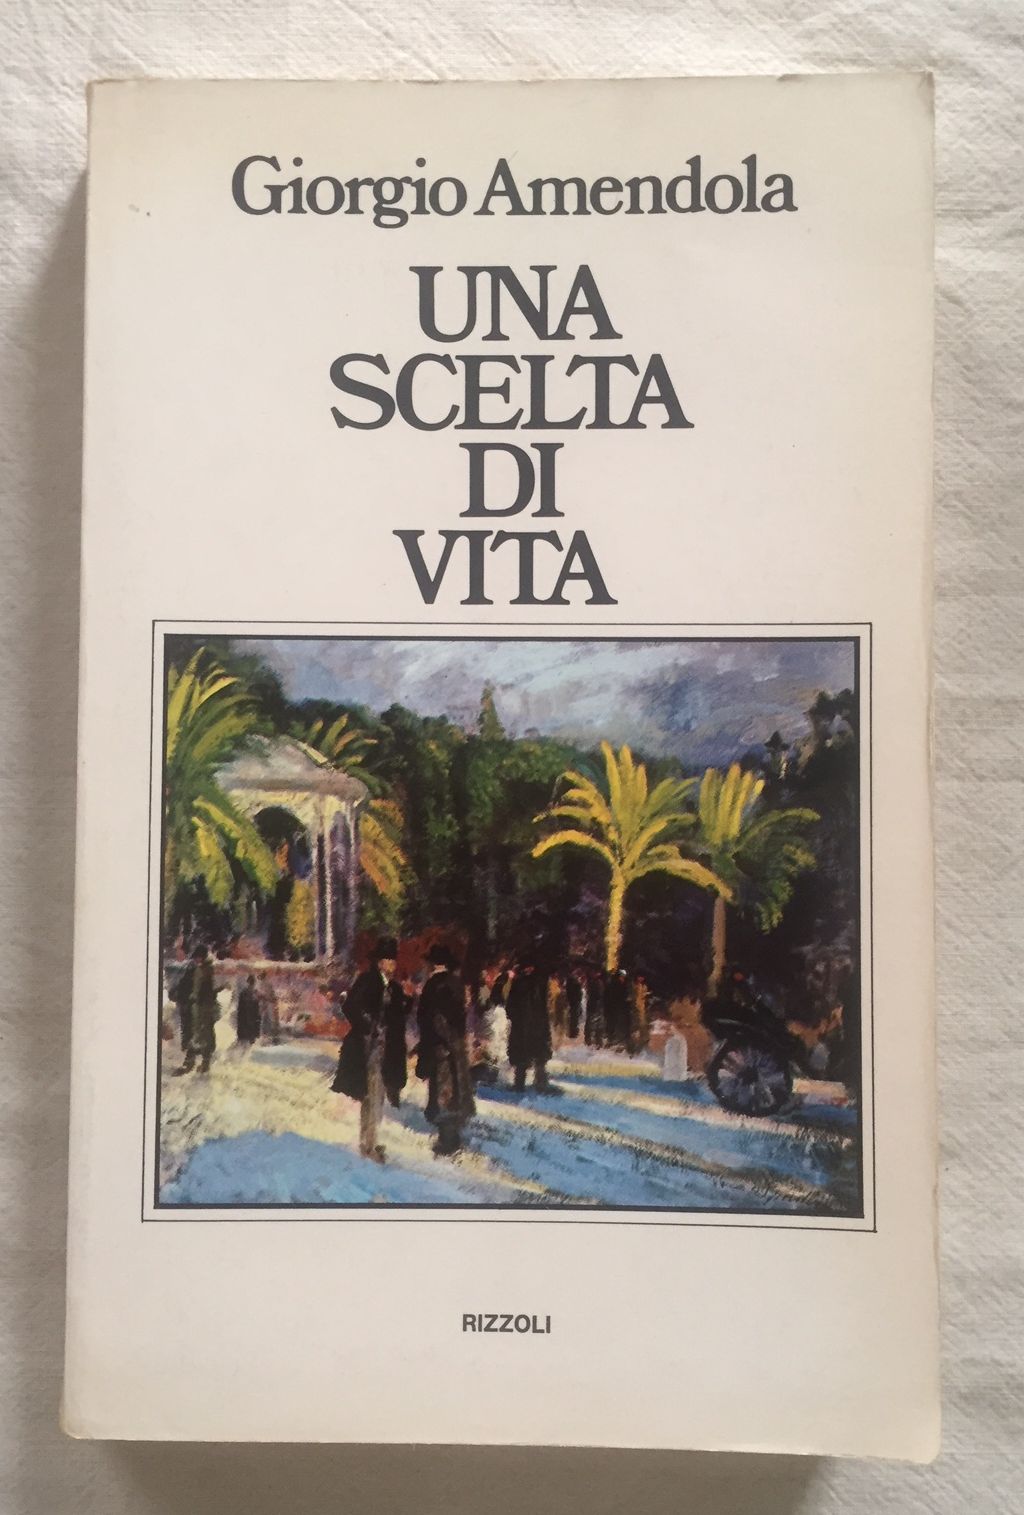 Giorgio Amendola
UNA
SCELTA
DI
VITA
RIZZOLI